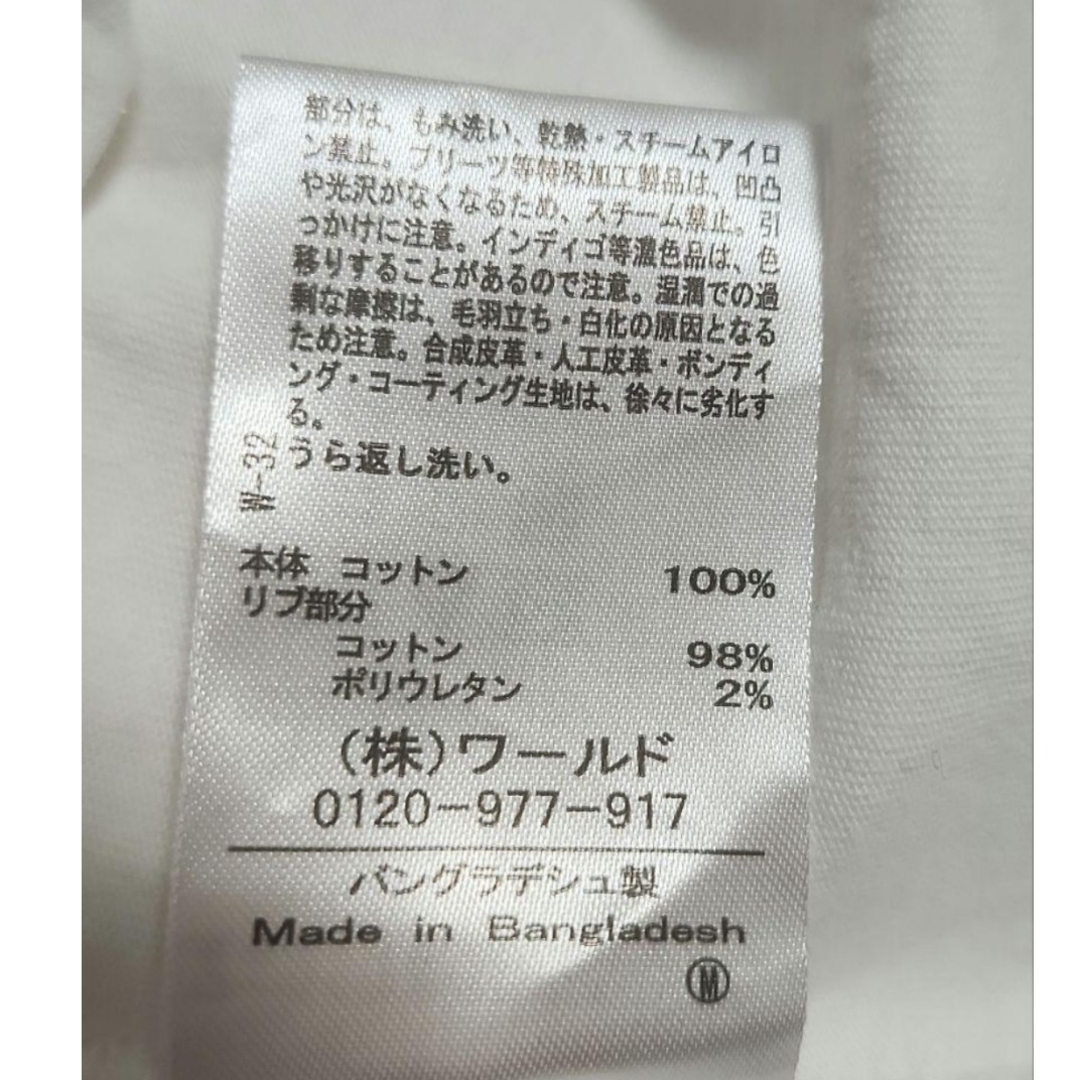 部分は、もみ洗い、乾熱・スチームアイロ
ン禁止。プリーツ等特殊加工製品は、凹凸
や光沢がなくなるため、スチーム禁止。引
っかけに注意。インディゴ等濃色品は、色
移りすることがあるので注意。湿潤での過
剰な摩擦は、毛羽立ち・白化の原因となる
ため注意。合成皮革・人工皮革・ボンディ
ング・コーティング生地は、徐々に劣化す
る。
うら返し洗い。
W-32
本体 コットン 100%
リブ部分
コットン 98%
ポリウレタン 2%
(株)ワールド
0120-977-917
バングラデシュ製
Made in Bangladesh
Ⓜ